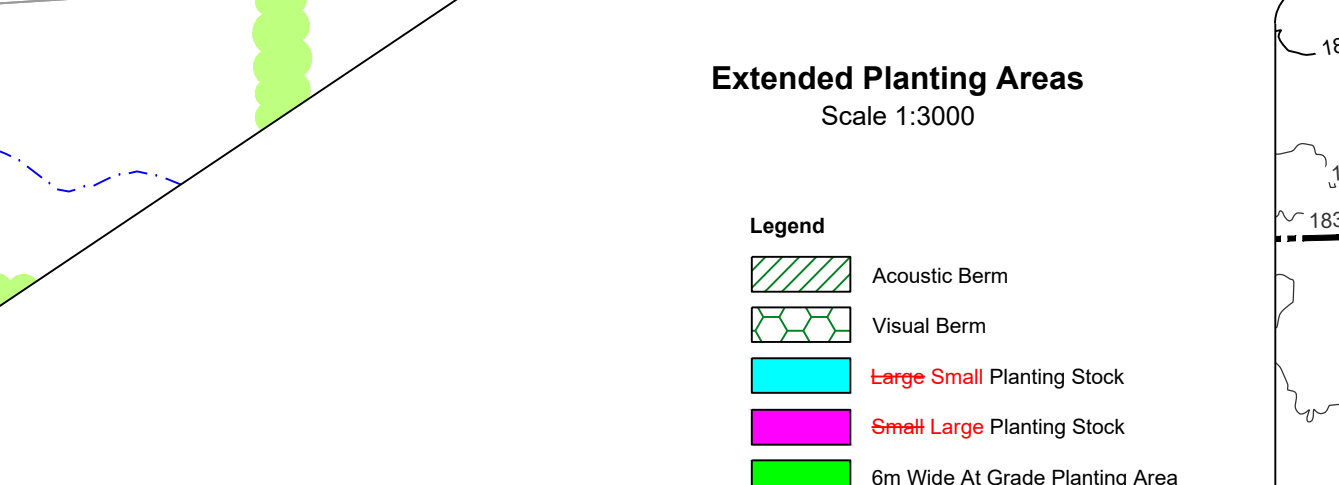 Extended Planting Areas
Scale 1:3000
Legend
Acoustic Berm
Visual Berm
Large Small Planting Stock
Small Large Planting Stock
6m Wide At Grade Planting Area
183